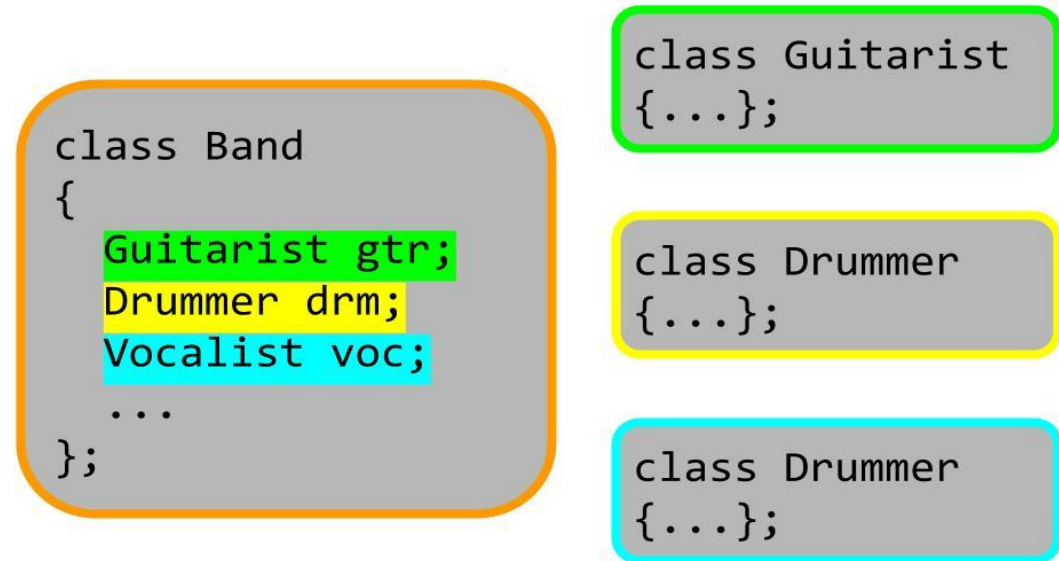 class Band
{
Guitarist gtr;
Drummer drm;
Vocalist voc;
...
};
class Guitarist
{...};
class Drummer
{...};
class Drummer
{...};